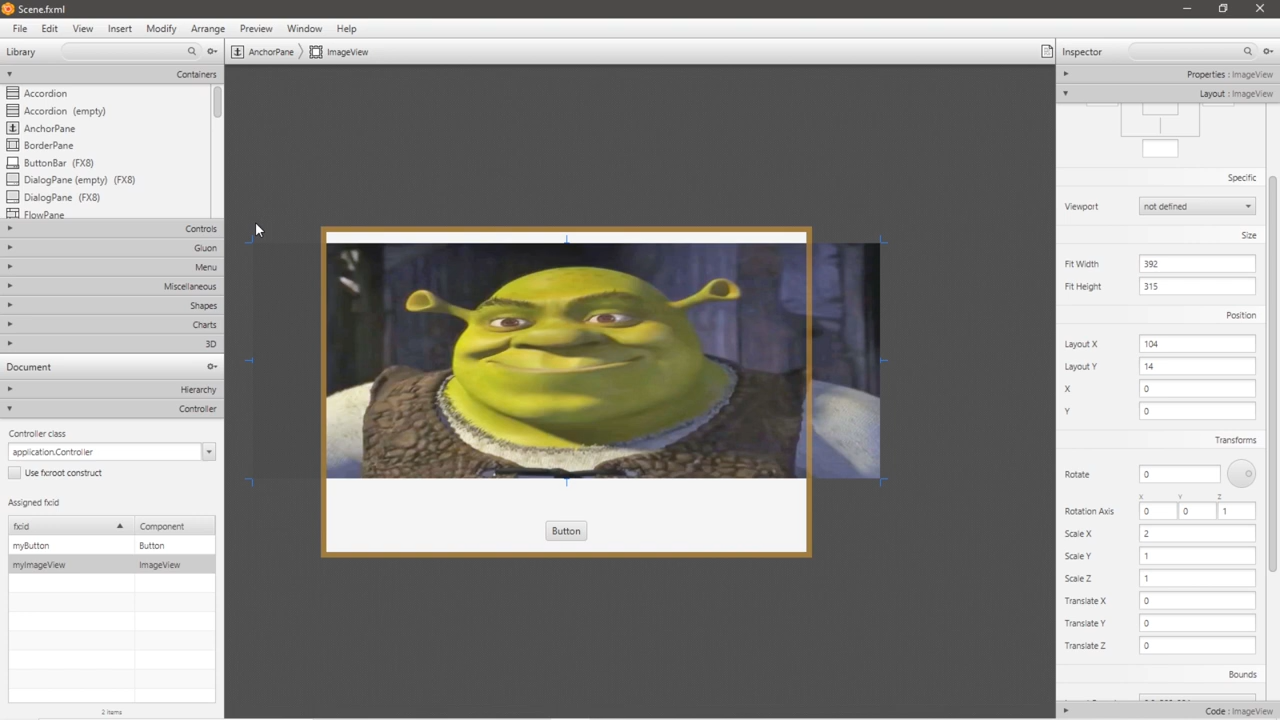 Scene.fxml
File Edit View Insert Modify Arrange Preview Window Help
Library
AnchorPane ImageView
Inspector
Containers
Accordion
Accordion (empty)
AnchorPane
BorderPane
ButtonBar (FX8)
DialogPane (empty) (FX8)
DialogPane (FX8)
FlowPane
Controls
Gluon
Menu
Miscellaneous
Shapes
Charts
3D
Document
Hierarchy
Controller
Controller class
application.Controller
Use fx:root construct
Assigned fx:id
fx:id Component
myButton Button
myImageView ImageView
2 items
Button
Properties : ImageView
Layout : ImageView
Specific
Viewport not defined
Size
Fit Width 392
Fit Height 315
Position
Layout X 104
Layout Y 14
X 0
Y 0
Transforms
Rotate 0
X Y Z
Rotation Axis 0 0 1
Scale X 2
Scale Y 1
Scale Z 1
Translate X 0
Translate Y 0
Translate Z 0
Bounds
Code : ImageView